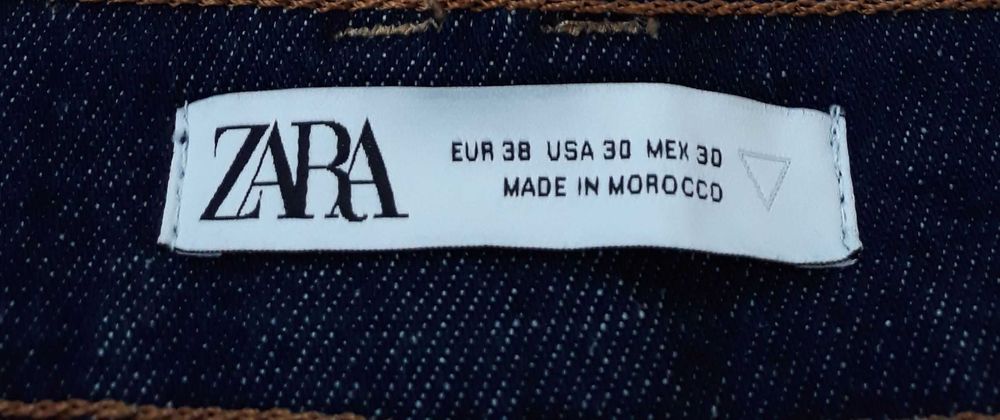 ZARA
EUR 38 USA 30 MEX 30
MADE IN MOROCCO